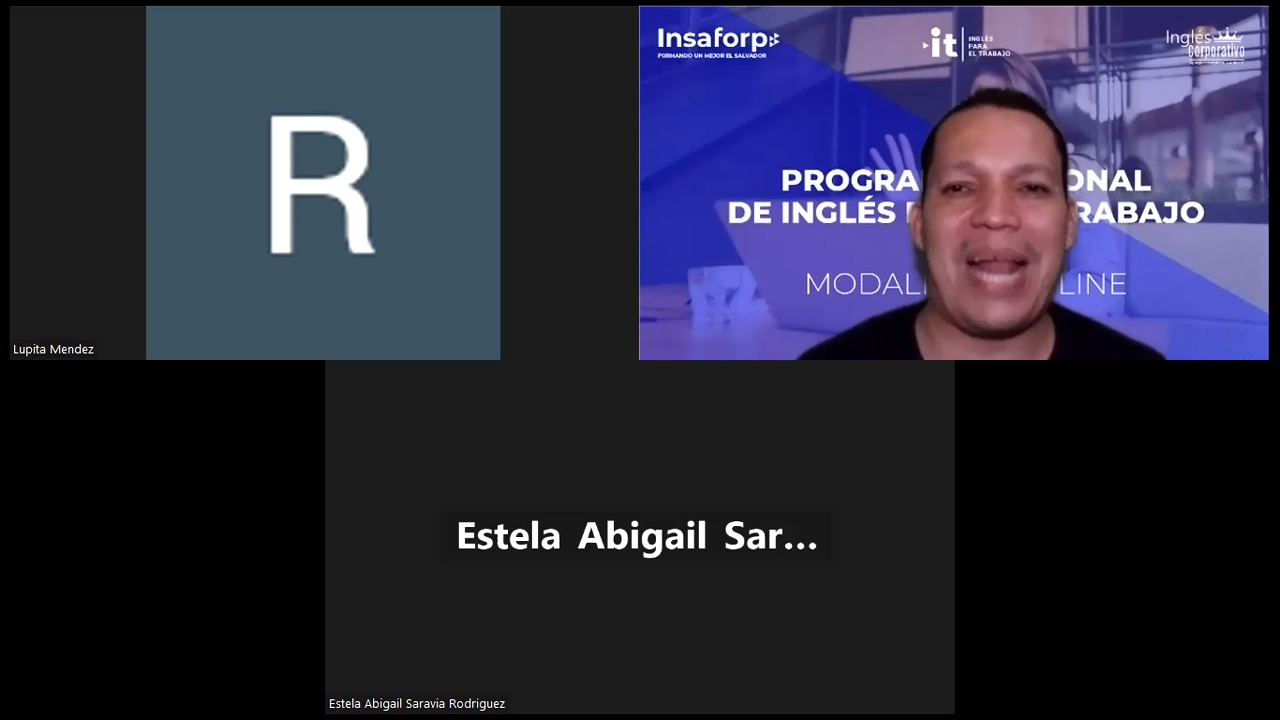 R
Lupita Mendez
Insaforp
FORMANDO UN MEJOR EL SALVADOR
it
INGLÉS
PARA
EL TRABAJO
Inglés
Corporativo
PROGRA ONAL
DE INGLÉS RABAJO
MODALI LINE
Estela Abigail Sar...
Estela Abigail Saravia Rodriguez